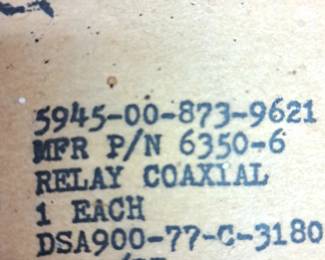 5945-00-873-9621
MFR P/N 6350-6
RELAY COAXIAL
1 EACH
DSA900-77-C-3180